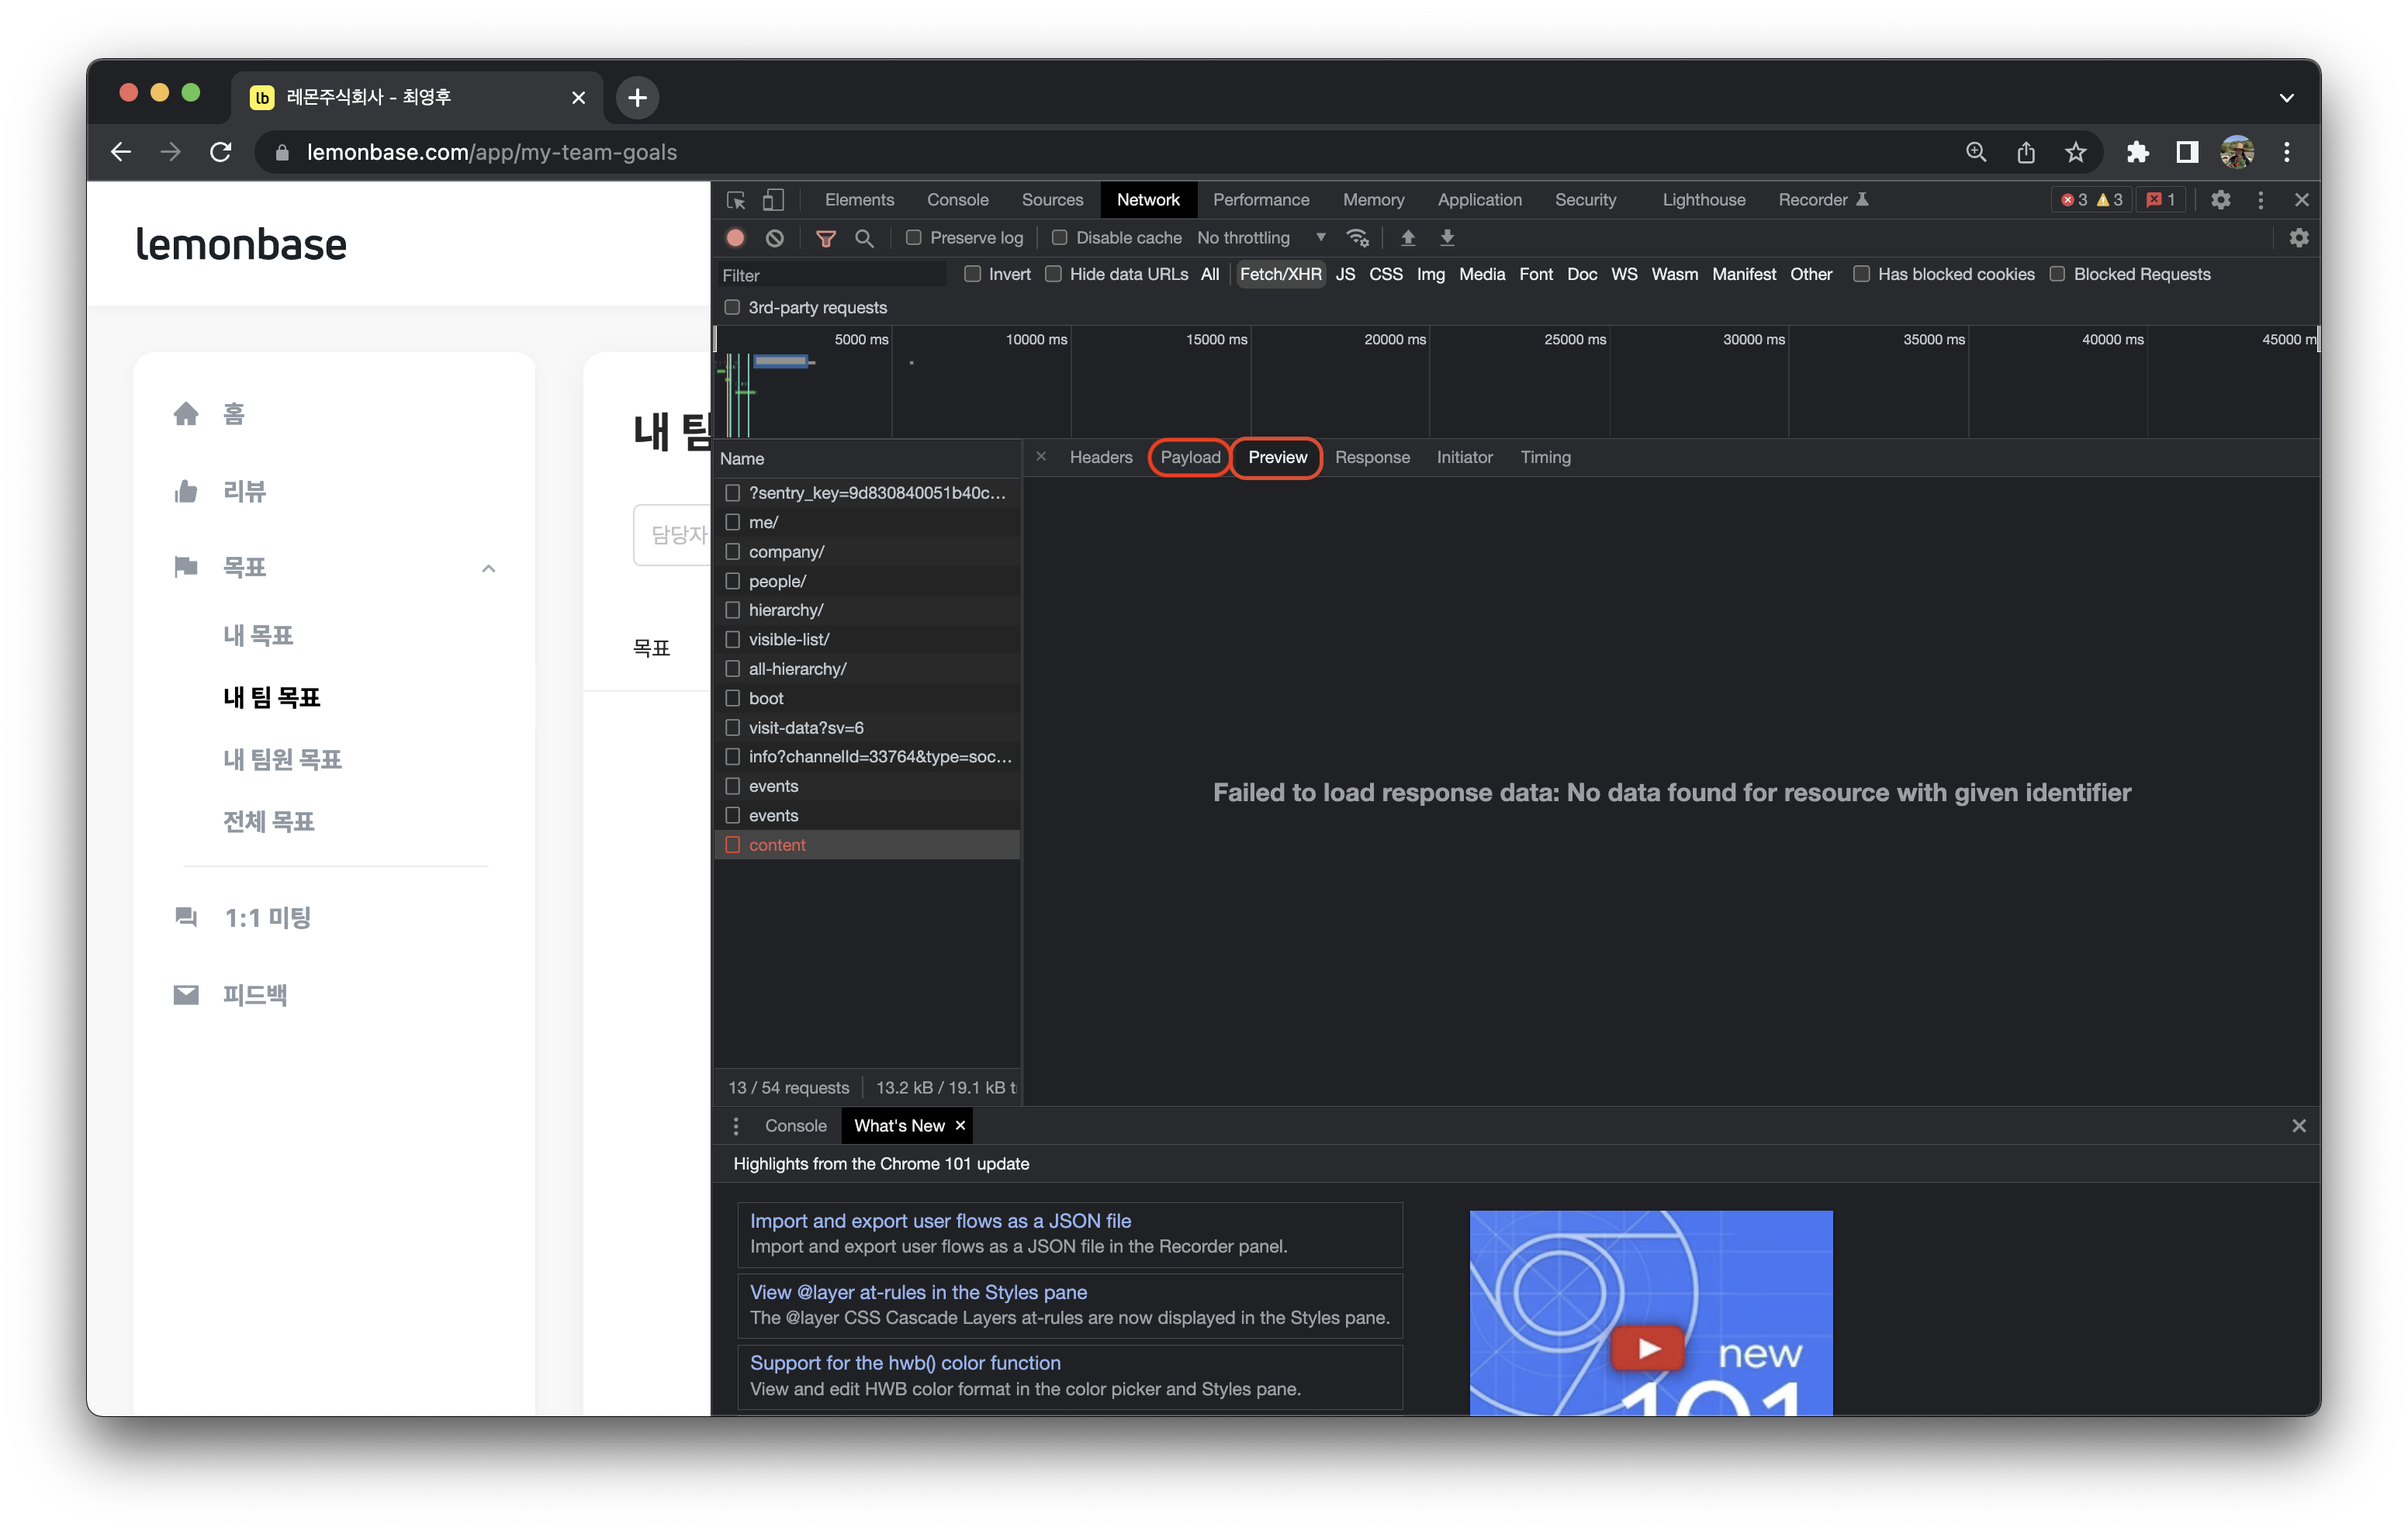 lb 레몬주식회사 - 최영후
lemonbase.com/app/my-team-goals
lemonbase
홈
리뷰
목표
내 목표
내 팀 목표
내 팀원 목표
전체 목표
1:1 미팅
피드백
내 팀
담당자
목표
Elements Console Sources Network Performance Memory Application Security Lighthouse Recorder 3 3 1
Preserve log Disable cache No throttling
Filter Invert Hide data URLs All Fetch/XHR JS CSS Img Media Font Doc WS Wasm Manifest Other Has blocked cookies Blocked Requests
3rd-party requests
5000 ms 10000 ms 15000 ms 20000 ms 25000 ms 30000 ms 35000 ms 40000 ms 45000 m
Name
Headers Payload Preview Response Initiator Timing
?sentry_key=9d830840051b40c...
me/
company/
people/
hierarchy/
visible-list/
all-hierarchy/
boot
visit-data?sv=6
info?channelId=33764&type=soc...
events
events
content
Failed to load response data: No data found for resource with given identifier
13 / 54 requests 13.2 kB / 19.1 kB t
Console What's New
Highlights from the Chrome 101 update
Import and export user flows as a JSON file
Import and export user flows as a JSON file in the Recorder panel.
View @layer at-rules in the Styles pane
The @layer CSS Cascade Layers at-rules are now displayed in the Styles pane.
Support for the hwb() color function
View and edit HWB color format in the color picker and Styles pane.
new
101